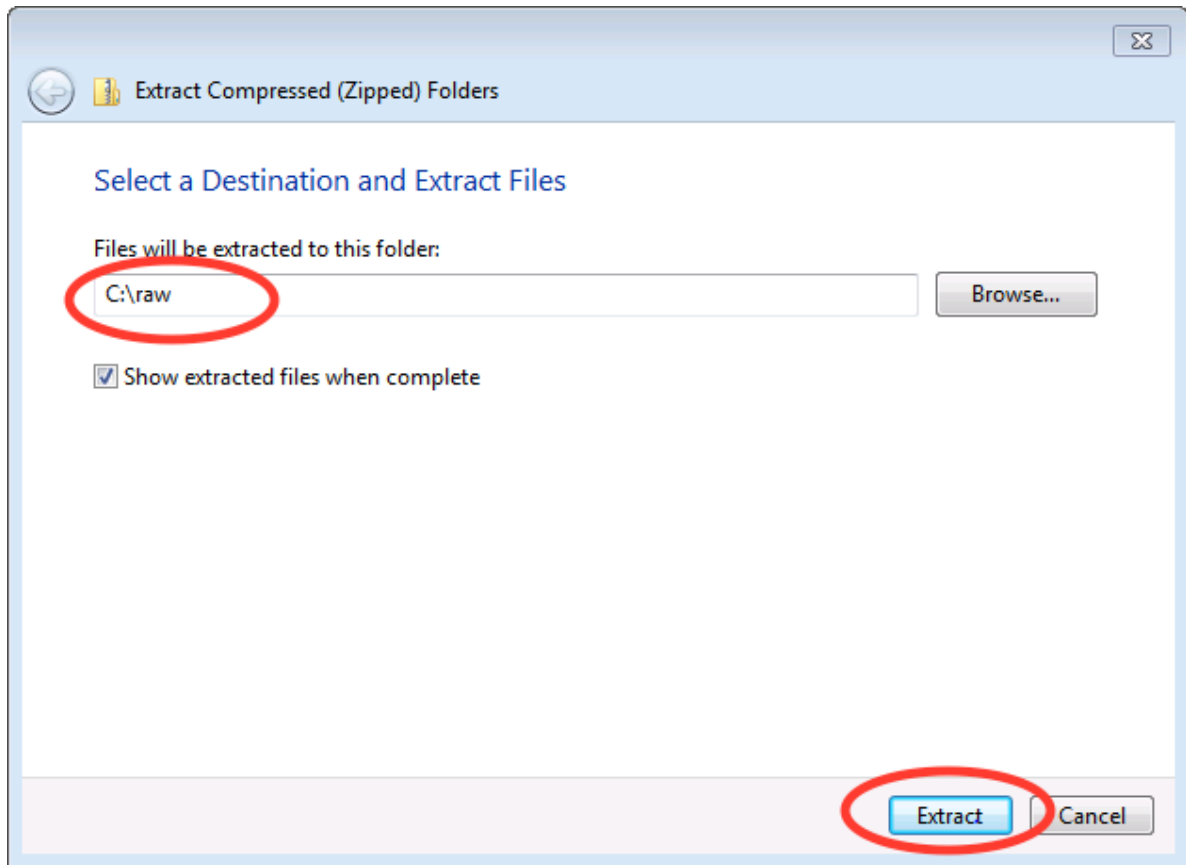 Extract Compressed (Zipped) Folders
Select a Destination and Extract Files
Files will be extracted to this folder:
C:\raw
Browse...
Show extracted files when complete
Extract
Cancel